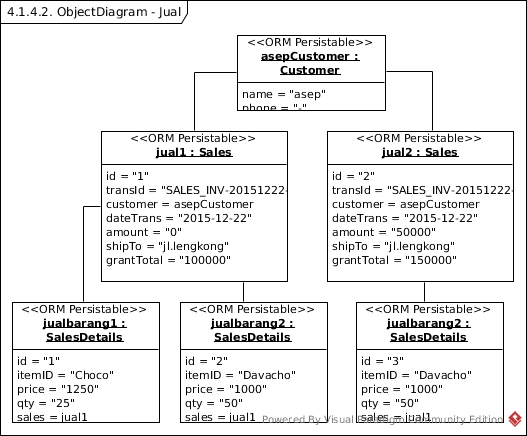 4.1.4.2. ObjectDiagram - Jual
<<ORM Persistable>>
asepCustomer :
Customer
name = "asep"
phone = "-"
<<ORM Persistable>>
jual1 : Sales
id = "1"
transId = "SALES_INV-20151222-
customer = asepCustomer
dateTrans = "2015-12-22"
amount = "0"
shipTo = "jl.lengkong"
grantTotal = "100000"
<<ORM Persistable>>
jual2 : Sales
id = "2"
transId = "SALES_INV-20151222-
customer = asepCustomer
dateTrans = "2015-12-22"
amount = "50000"
shipTo = "jl.lengkong"
grantTotal = "150000"
<<ORM Persistable>>
jualbarang1 :
SalesDetails
id = "1"
itemID = "Choco"
price = "1250"
qty = "25"
sales = jual1
<<ORM Persistable>>
jualbarang2 :
SalesDetails
id = "2"
itemID = "Davacho"
price = "1000"
qty = "50"
sales = jual1
<<ORM Persistable>>
jualbarang2 :
SalesDetails
id = "3"
itemID = "Davacho"
price = "1000"
qty = "50"
sales = jual1
Powered By Visual Paradigm Community Edition